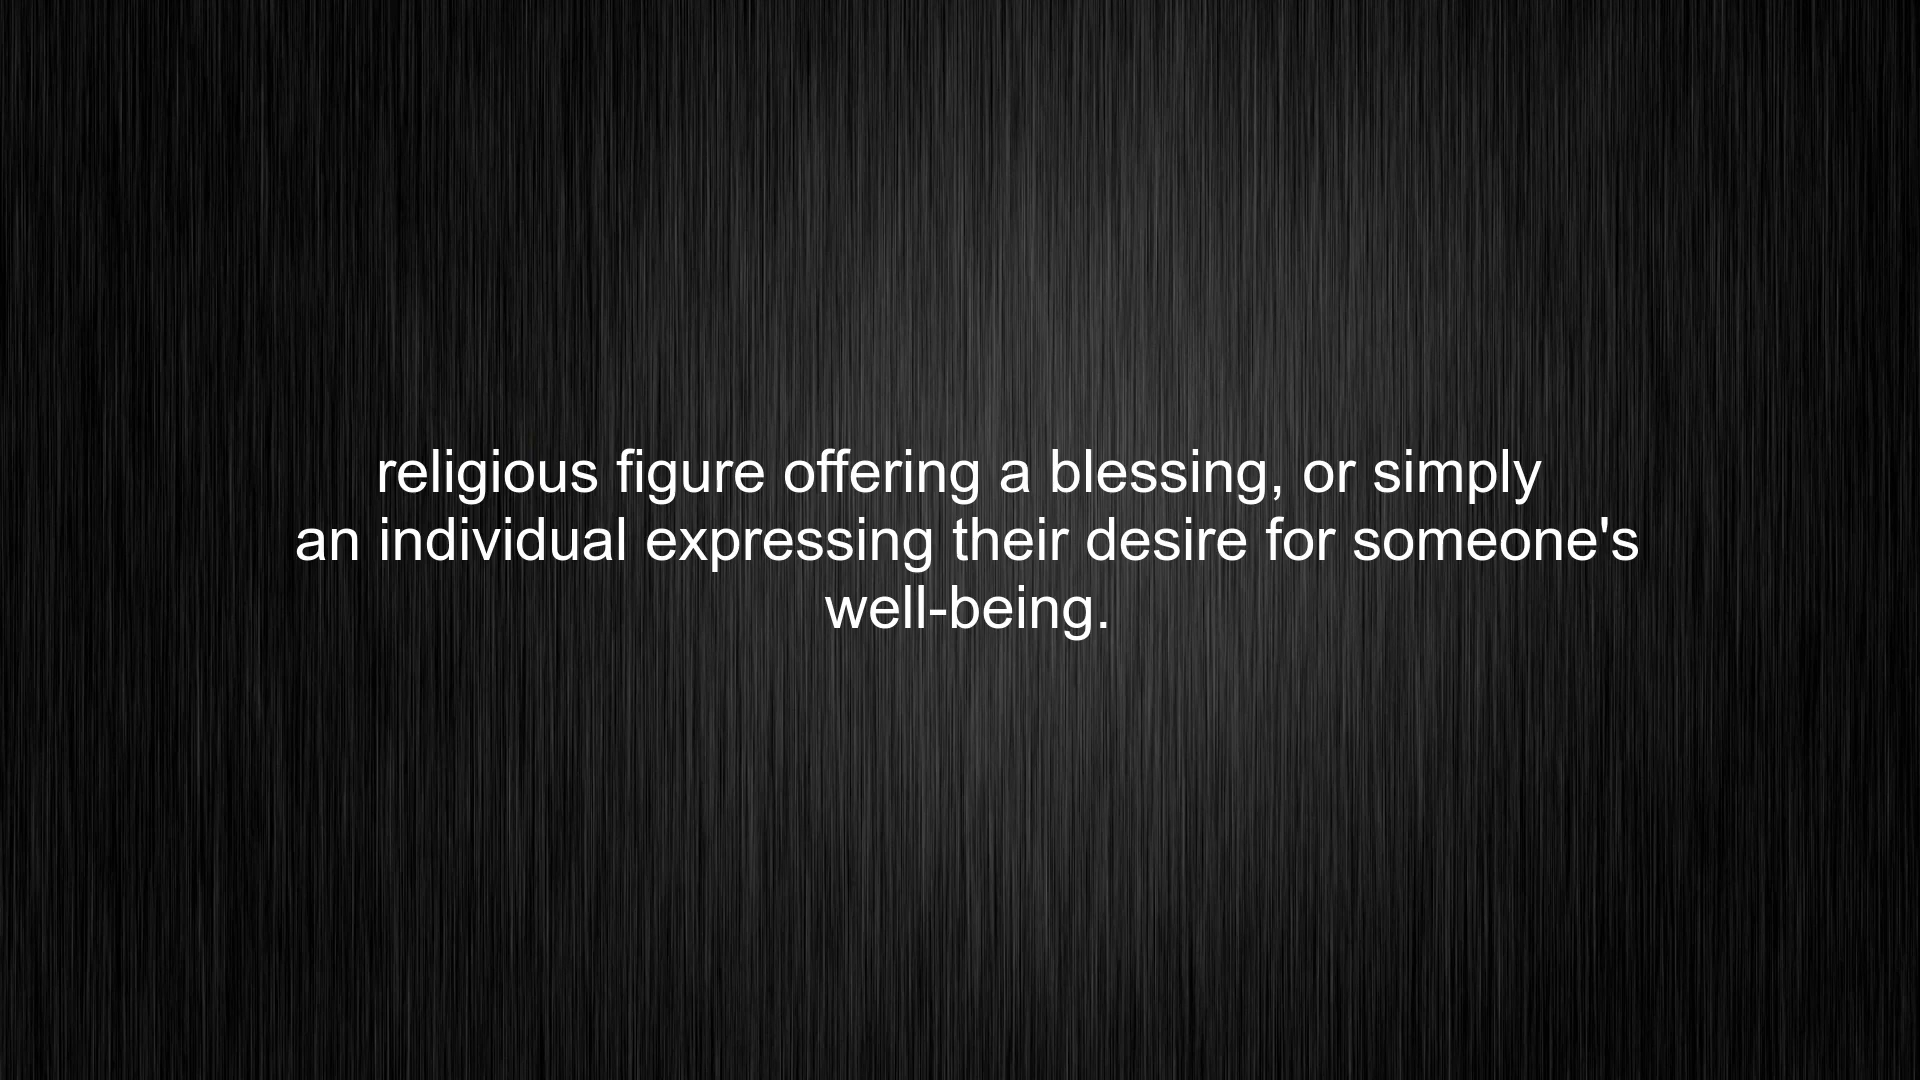 religious figure offering a blessing, or simply
an individual expressing their desire for someone's
well-being.